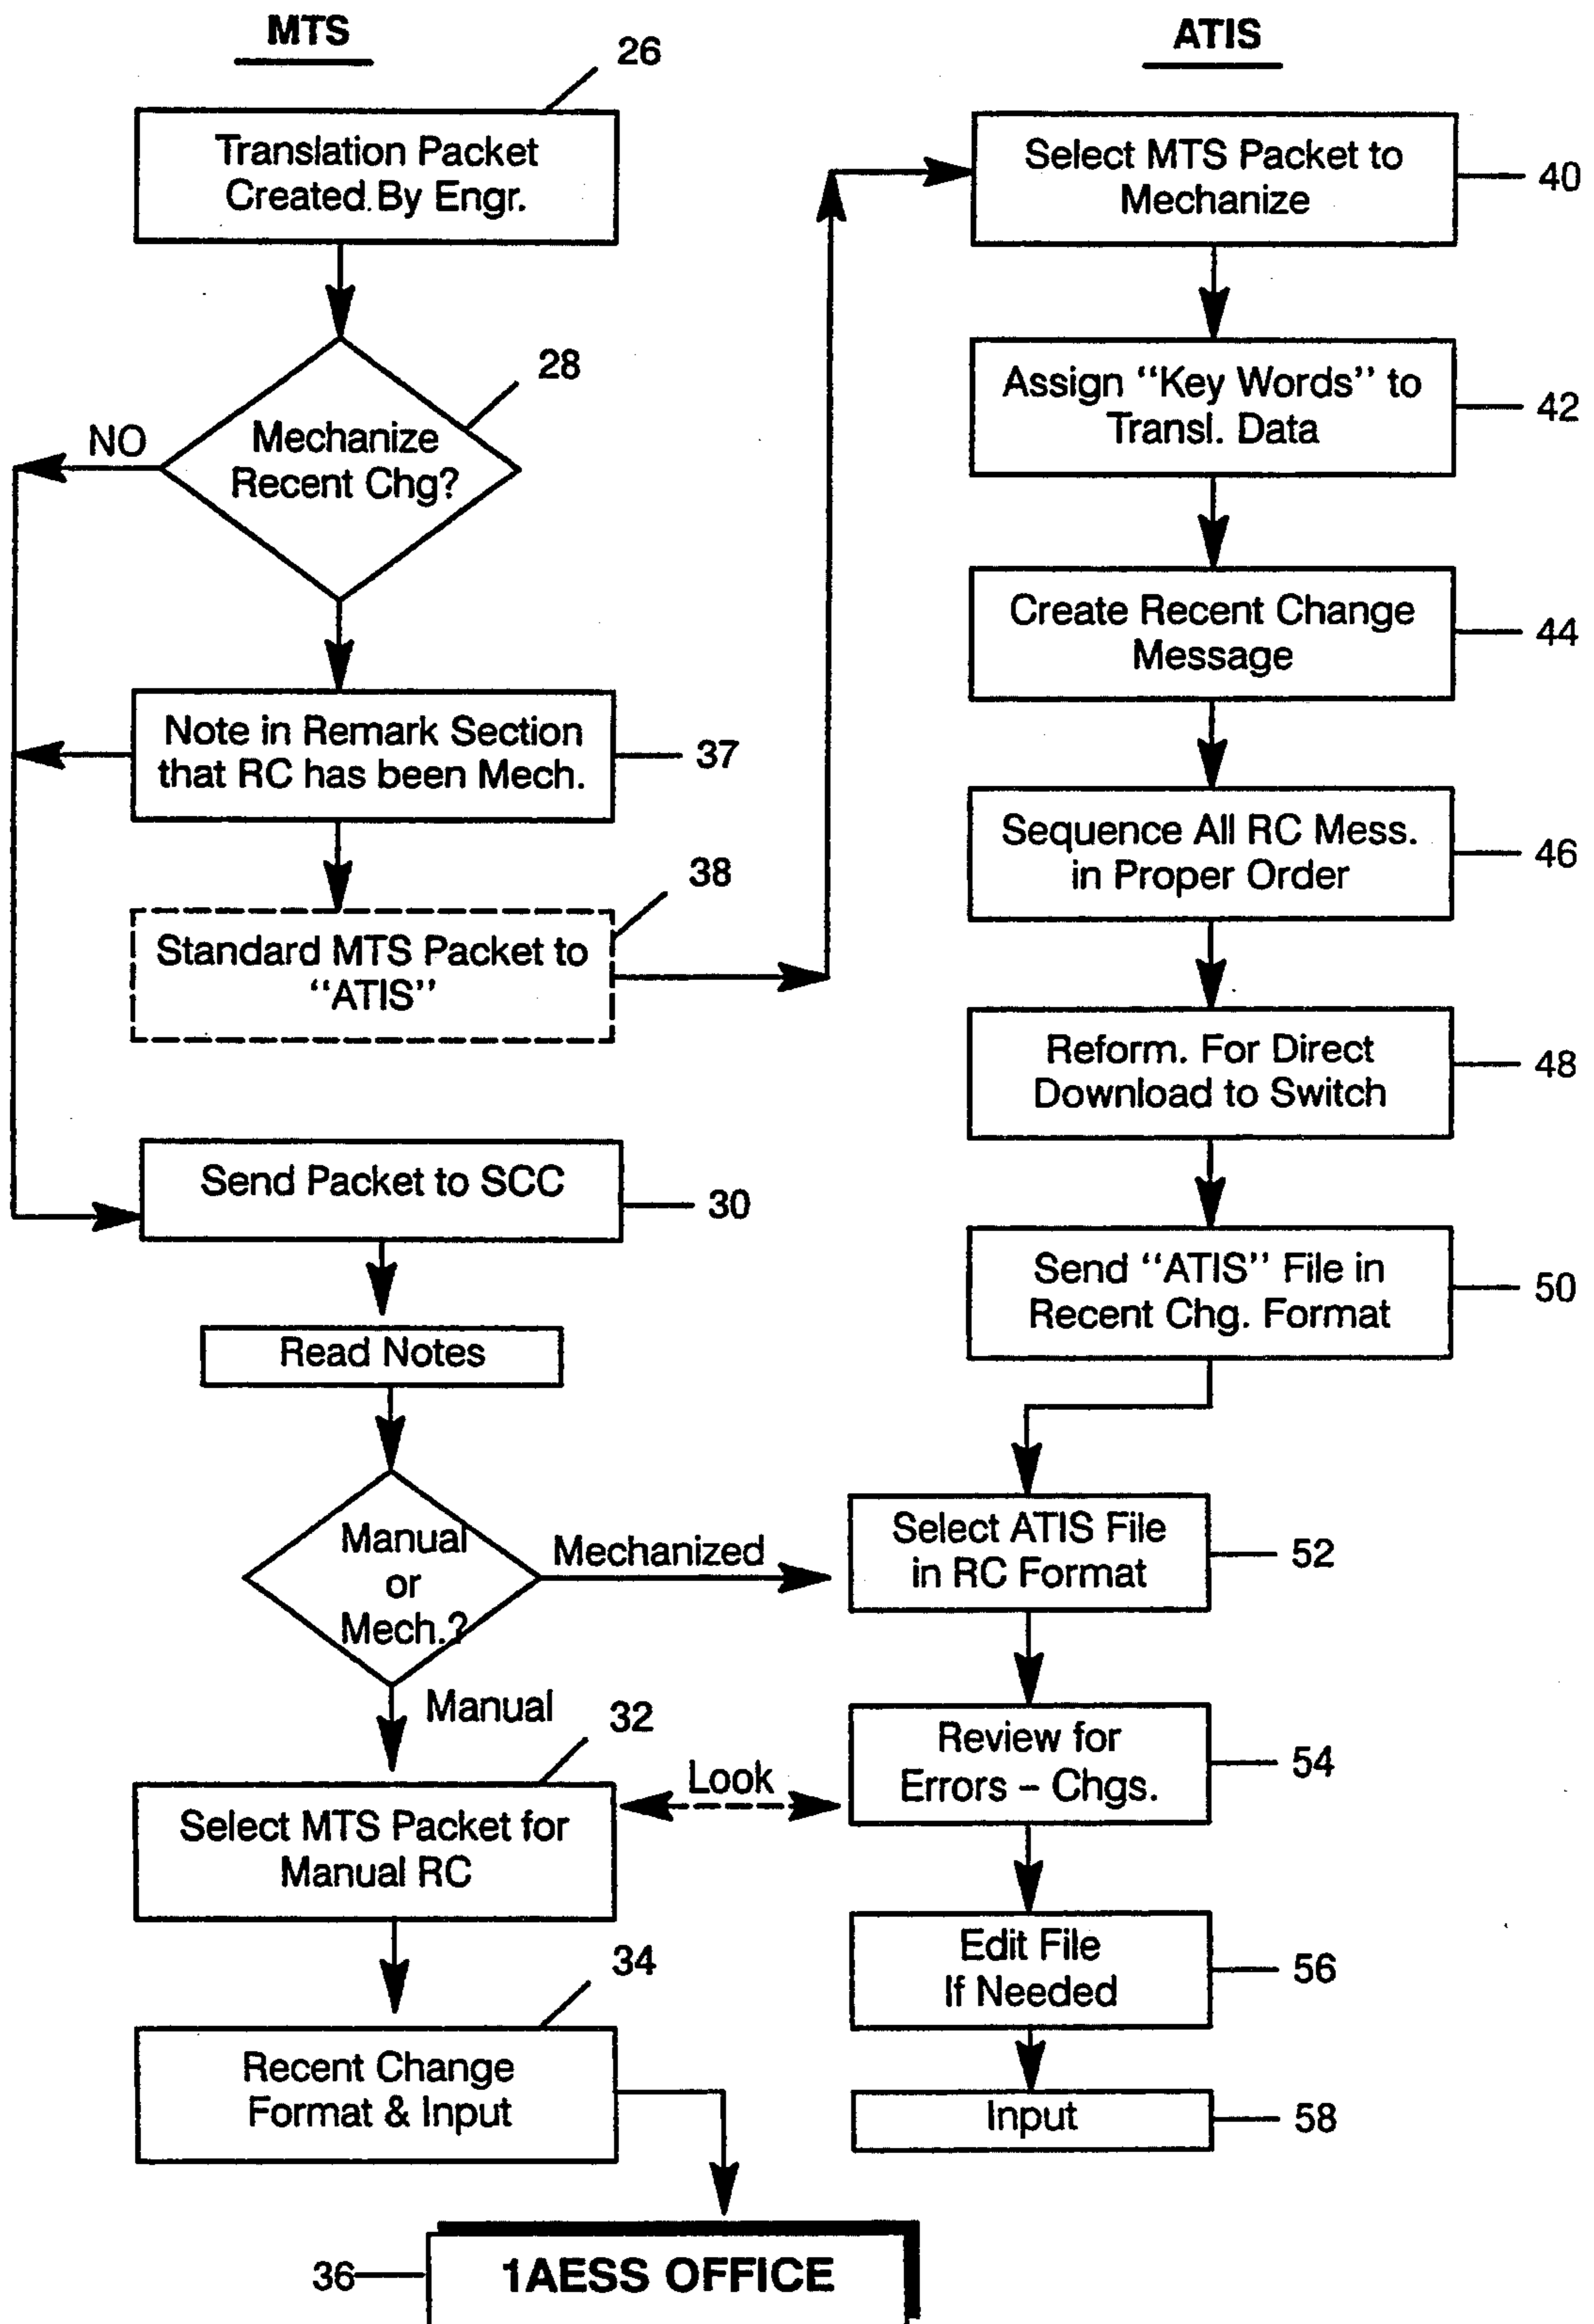 MTS
26
Translation Packet
Created By Engr.
28
NO
Mechanize
Recent Chg?
Note in Remark Section
that RC has been Mech.
37
38
Standard MTS Packet to
“ATIS”
Send Packet to SCC
30
Read Notes
Manual
or
Mech.?
Mechanized
Manual
32
Select MTS Packet for
Manual RC
Look
34
Recent Change
Format & Input
ATIS
Select MTS Packet to
Mechanize
40
Assign “Key Words” to
Transl. Data
42
Create Recent Change
Message
44
Sequence All RC Mess.
in Proper Order
46
Reform. For Direct
Download to Switch
48
Send “ATIS” File in
Recent Chg. Format
50
Select ATIS File
in RC Format
52
Review for
Errors – Chgs.
54
Edit File
If Needed
56
Input
58
36
1AESS OFFICE